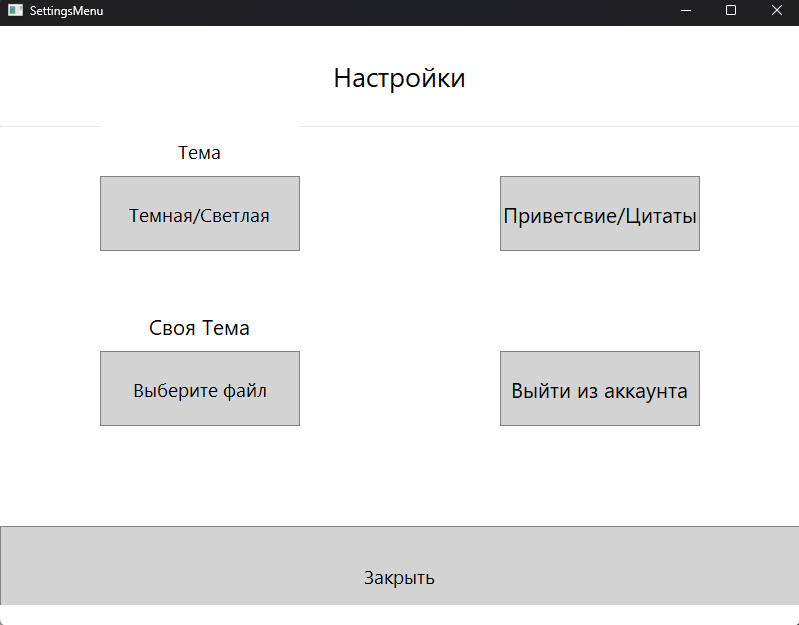 SettingsMenu
Настройки
Тема
Темная/Светлая
Приветсвие/Цитаты
Своя Тема
Выберите файл
Выйти из аккаунта
Закрыть